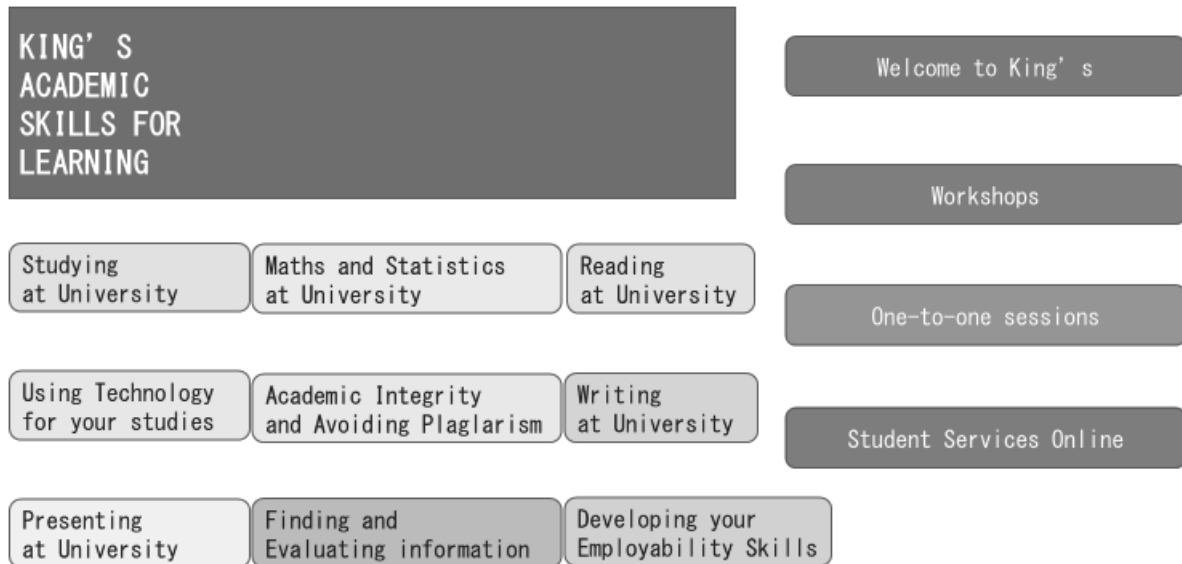 KING’S
ACADEMIC
SKILLS FOR
LEARNING
Welcome to King’s
Workshops
One-to-one sessions
Student Services Online
Studying
at University
Maths and Statistics
at University
Reading
at University
Using Technology
for your studies
Academic Integrity
and Avoiding Plaglarism
Writing
at University
Presenting
at University
Finding and
Evaluating information
Developing your
Employability Skills